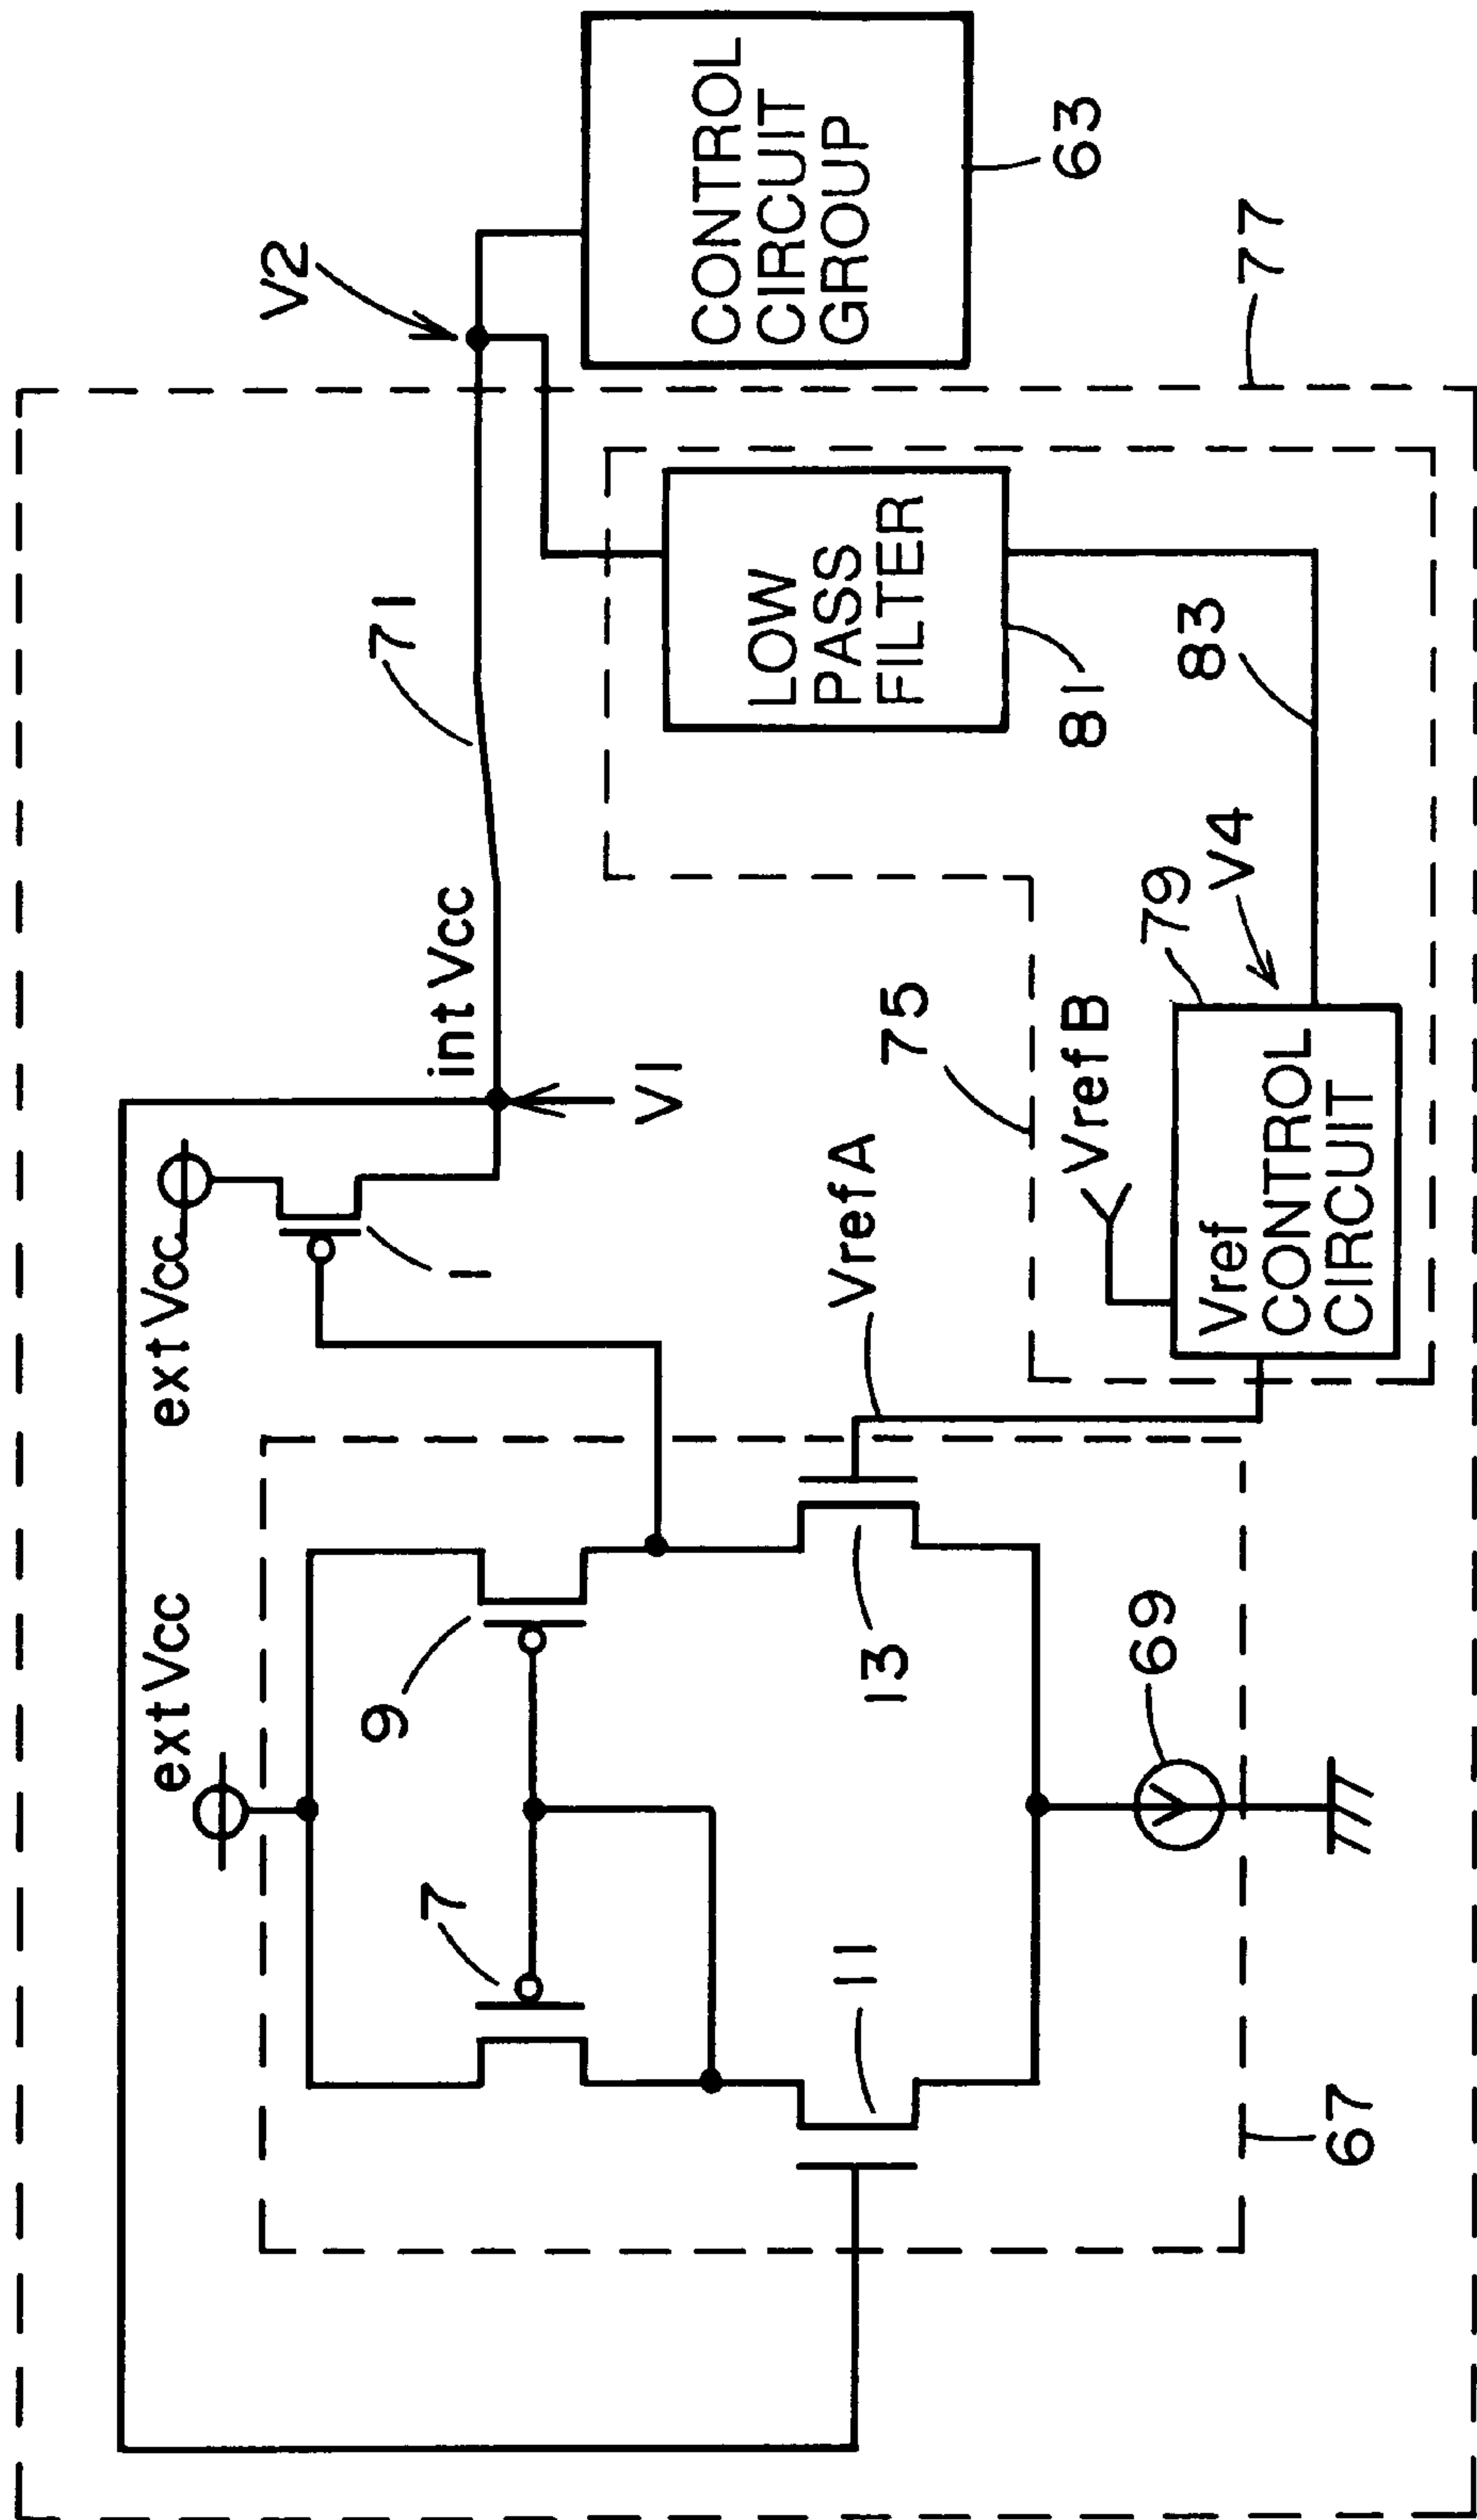 ext Vcc
ext Vcc
int Vcc
71
V2
7
9
1
V1
11
13
Vref A
75
Vref B
79
V4
LOW
PASS
FILTER
81
83
CONTROL
CIRCUIT
GROUP
63
77
67
69
Vref
CONTROL
CIRCUIT